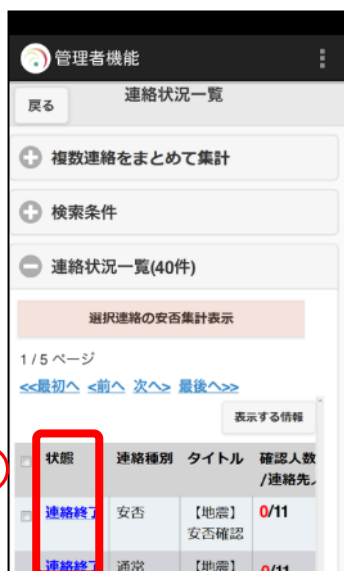 管理者機能
戻る
連絡状況一覧
複数連絡をまとめて集計
検索条件
連絡状況一覧(40件)
選択連絡の安否集計表示
1/5 ページ
<<最初へ <前へ 次へ> 最後へ>>
表示する情報
状態 連絡種別 タイトル 確認人数
/連絡先
連絡終了 安否 【地震】 0/11
安否確認
連絡終了 通常 【地震】 0/11